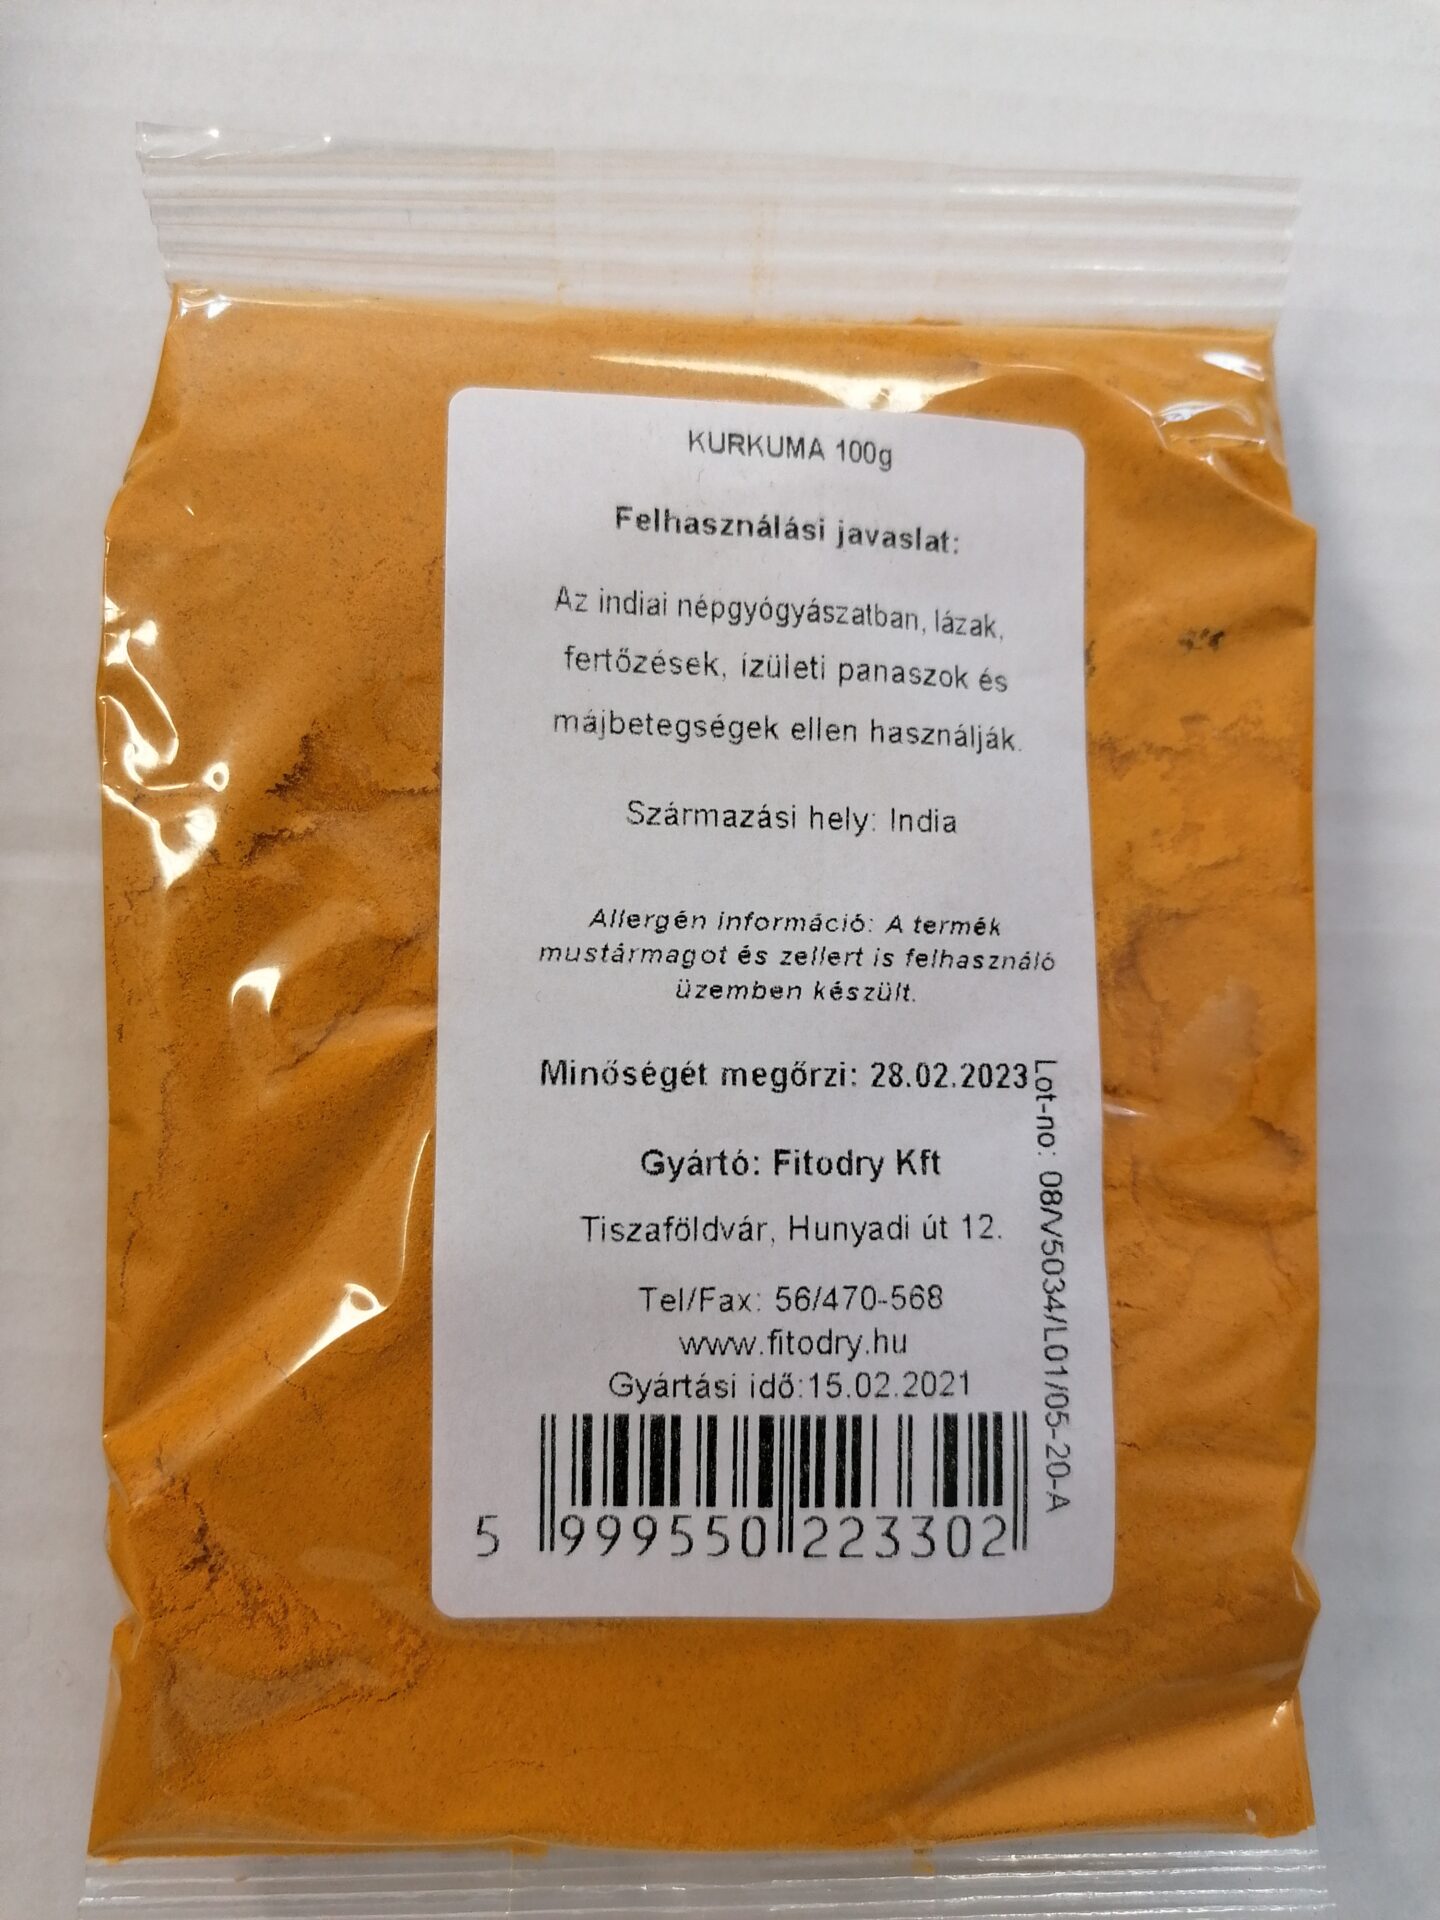 KURKUMA 100g
Felhasználási javaslat:
Az indiai népgyógyászatban, lázak,
fertőzések, ízületi panaszok és
májbetegségek ellen használják.
Származási hely: India
Allergén információ: A termék
mustármagot és zellert is felhasználó
üzemben készült.
Minőségét megőrzi: 28.02.2023
Gyártó: Fitodry Kft
Tiszaföldvár, Hunyadi út 12.
Tel/Fax: 56/470-568
www.fitodry.hu
Gyártási idő:15.02.2021
5 999550 223302
Lot-no: 08/V5034/L01/05-20-A